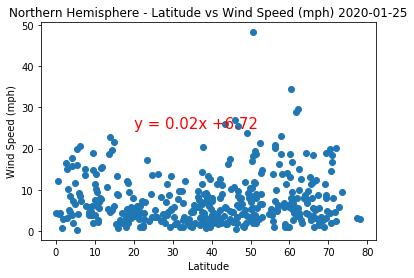 Northern Hemisphere - Latitude vs Wind Speed (mph) 2020-01-25
50
40
30
20
10
0
Wind Speed (mph)
y = 0.02x +6.72
0 10 20 30 40 50 60 70 80
Latitude